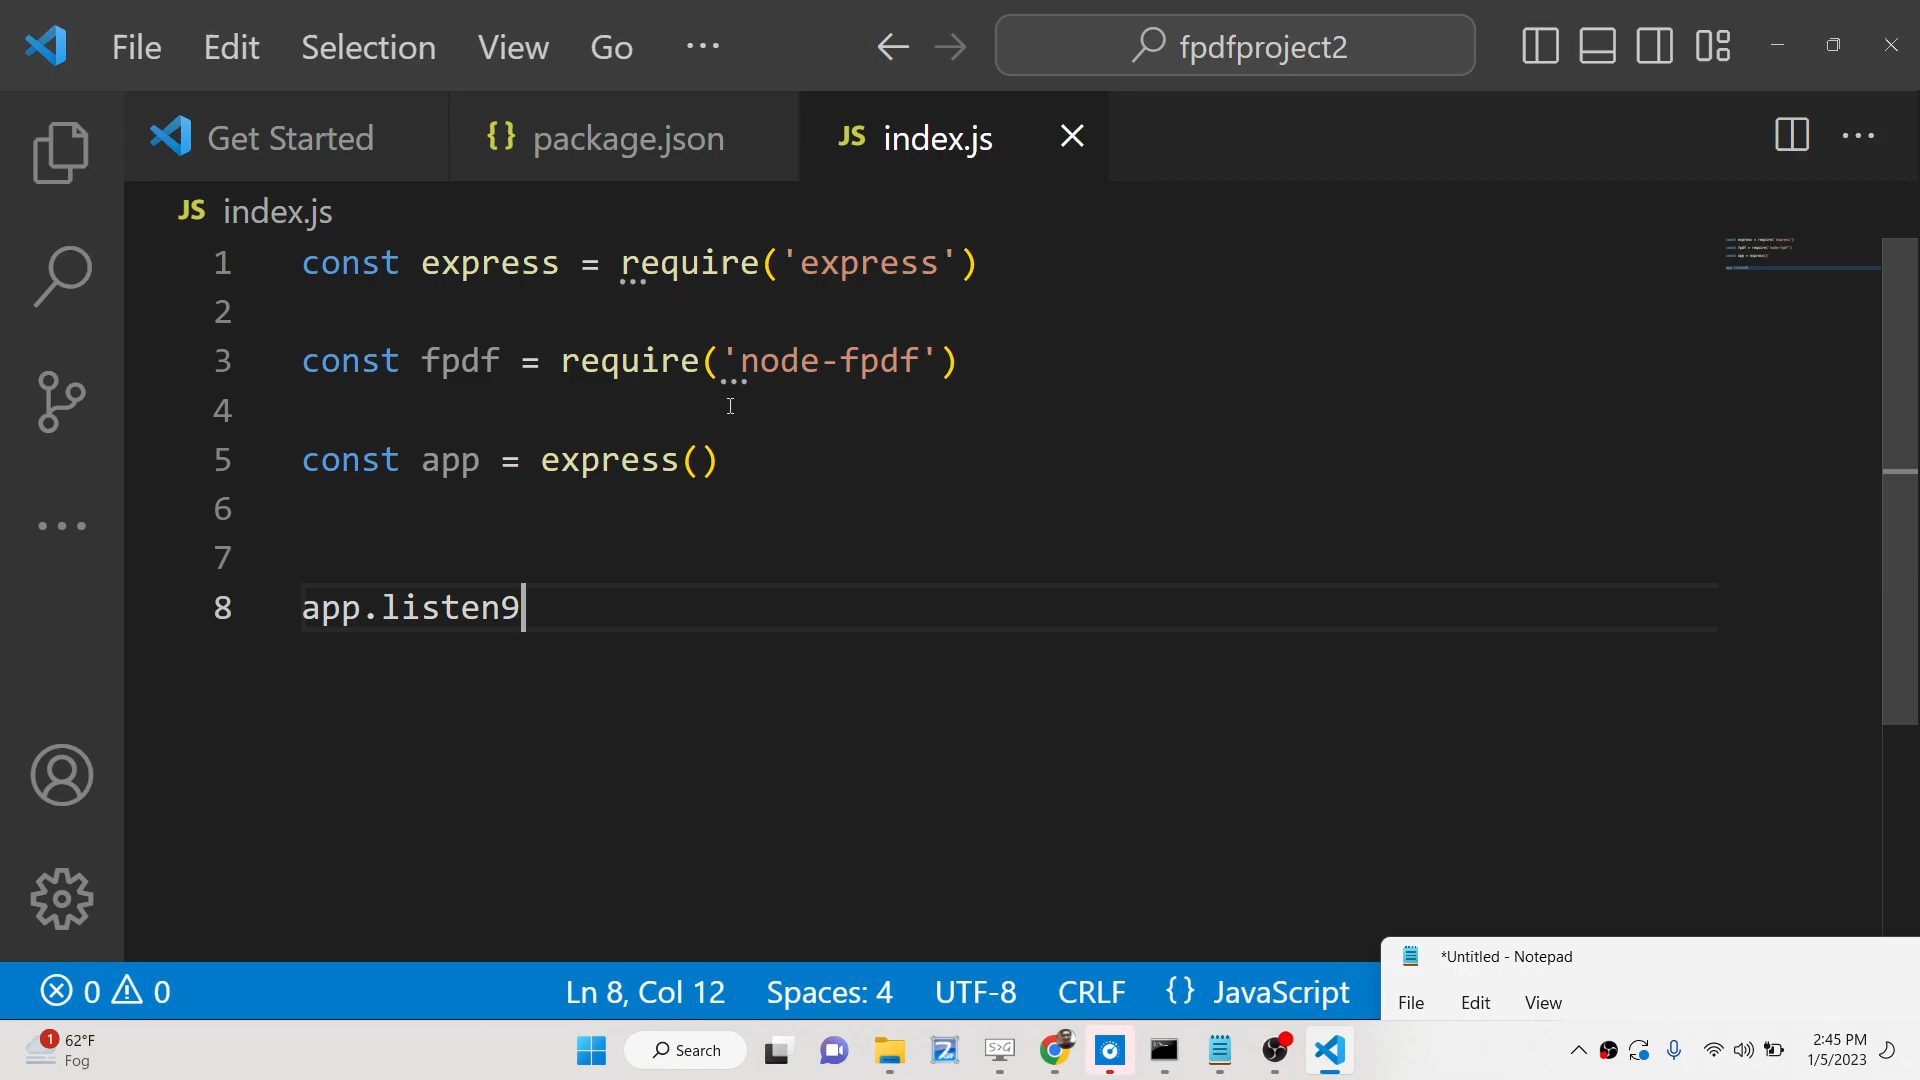 File Edit Selection View Go ··· fpdfproject2
Get Started {} package.json JS index.js
JS index.js
1 const express = require('express')
2
3 const fpdf = require('node-fpdf')
4
5 const app = express()
6
7
8 app.listen9
*Untitled - Notepad
File Edit View
0 0 Ln 8, Col 12 Spaces: 4 UTF-8 CRLF {} JavaScript
1 62°F
Fog
Search
S>G
2:45 PM
1/5/2023